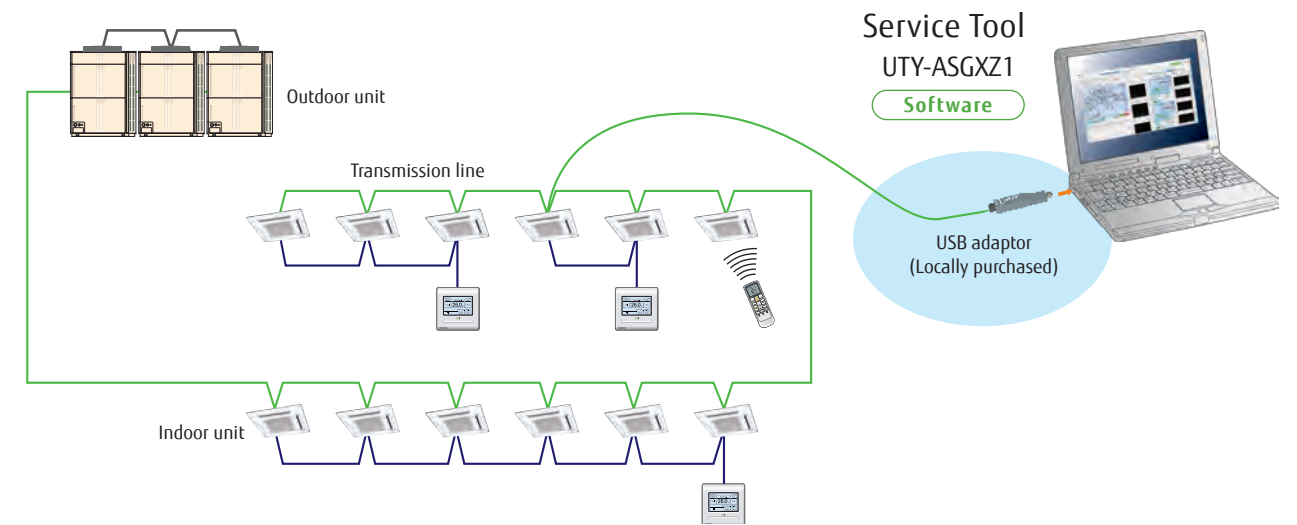 Service Tool
UTY-ASGXZ1
Software
Outdoor unit
Transmission line
USB adaptor
(Locally purchased)
Indoor unit